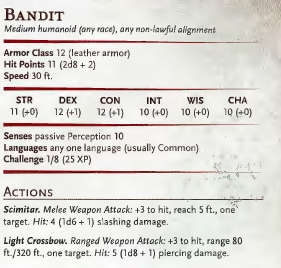 BANDIT
Medium humanoid (any race), any non-lawful alignment
Armor Class 12 (leather armor)
Hit Points 11 (2d8 + 2)
Speed 30 ft.
STR DEX CON INT WIS CHA
11 (+0) 12 (+1) 12 (+1) 10 (+0) 10 (+0) 10 (+0)
Senses passive Perception 10
Languages any one language (usually Common)
Challenge 1/8 (25 XP)
ACTIONS
Scimitar. Melee Weapon Attack: +3 to hit, reach 5 ft., one
target. Hit: 4 (1d6 + 1) slashing damage.
Light Crossbow. Ranged Weapon Attack: +3 to hit, range 80
ft./320 ft., one target. Hit: 5 (1d8 + 1) piercing damage.